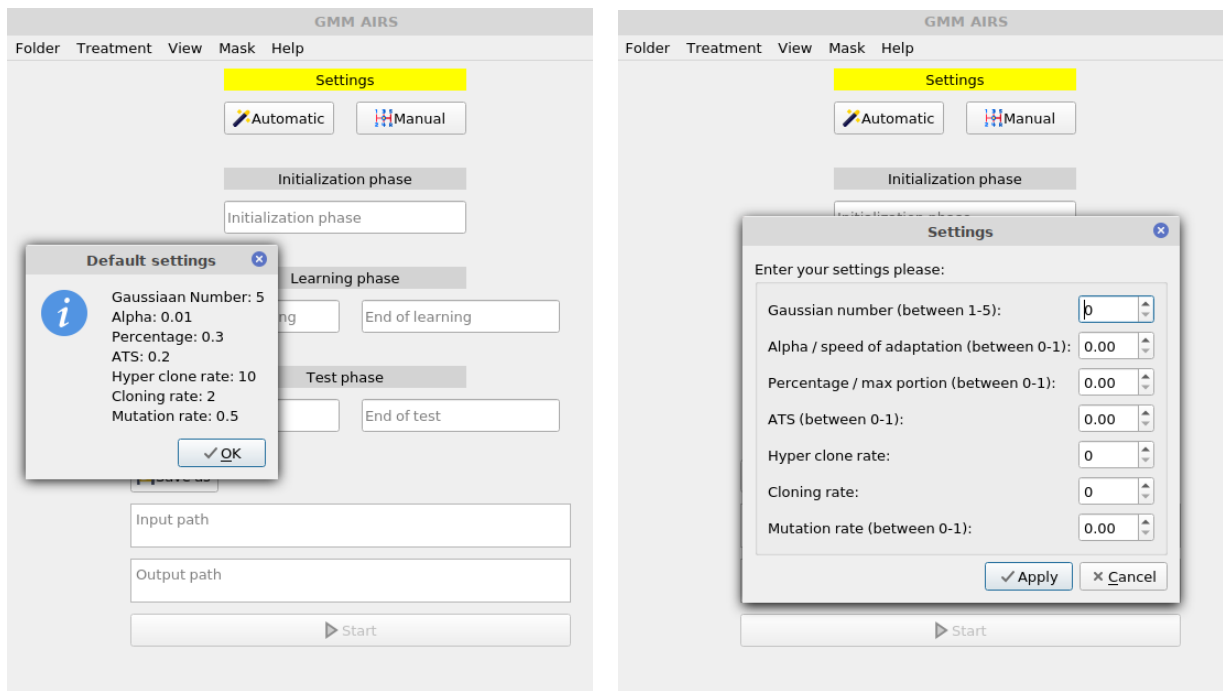 GMM AIRS
Folder Treatment View Mask Help
Settings
Automatic Manual
Initialization phase
Initialization phase
Default settings
Gaussiaan Number: 5
Alpha: 0.01
Percentage: 0.3
ATS: 0.2
Hyper clone rate: 10
Cloning rate: 2
Mutation rate: 0.5
OK
Learning phase
End of learning
Test phase
End of test
Save as
Input path
Output path
Start
GMM AIRS
Folder Treatment View Mask Help
Settings
Automatic Manual
Initialization phase
Initialization phase
Settings
Enter your settings please:
Gaussian number (between 1-5): 0
Alpha / speed of adaptation (between 0-1): 0.00
Percentage / max portion (between 0-1): 0.00
ATS (between 0-1): 0.00
Hyper clone rate: 0
Cloning rate: 0
Mutation rate (between 0-1): 0.00
Apply Cancel
Start